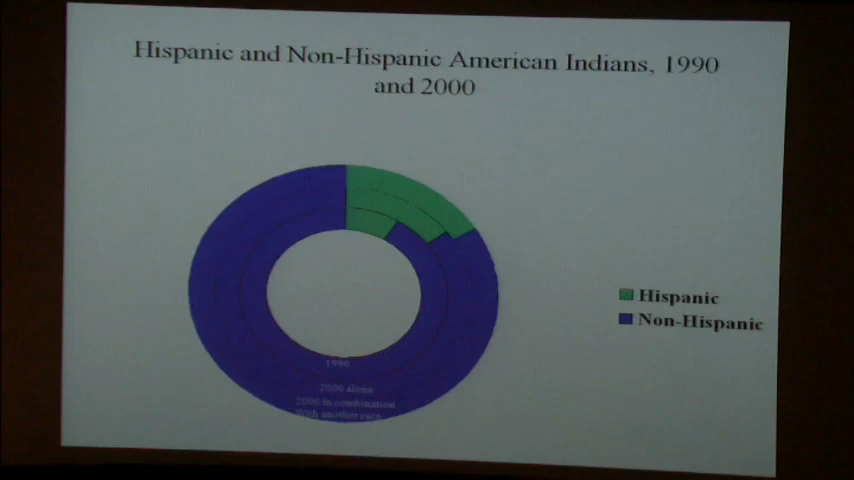 Hispanic and Non-Hispanic American Indians, 1990
and 2000
Hispanic
Non-Hispanic
1990
2000 alone
2000 in combination
With another race